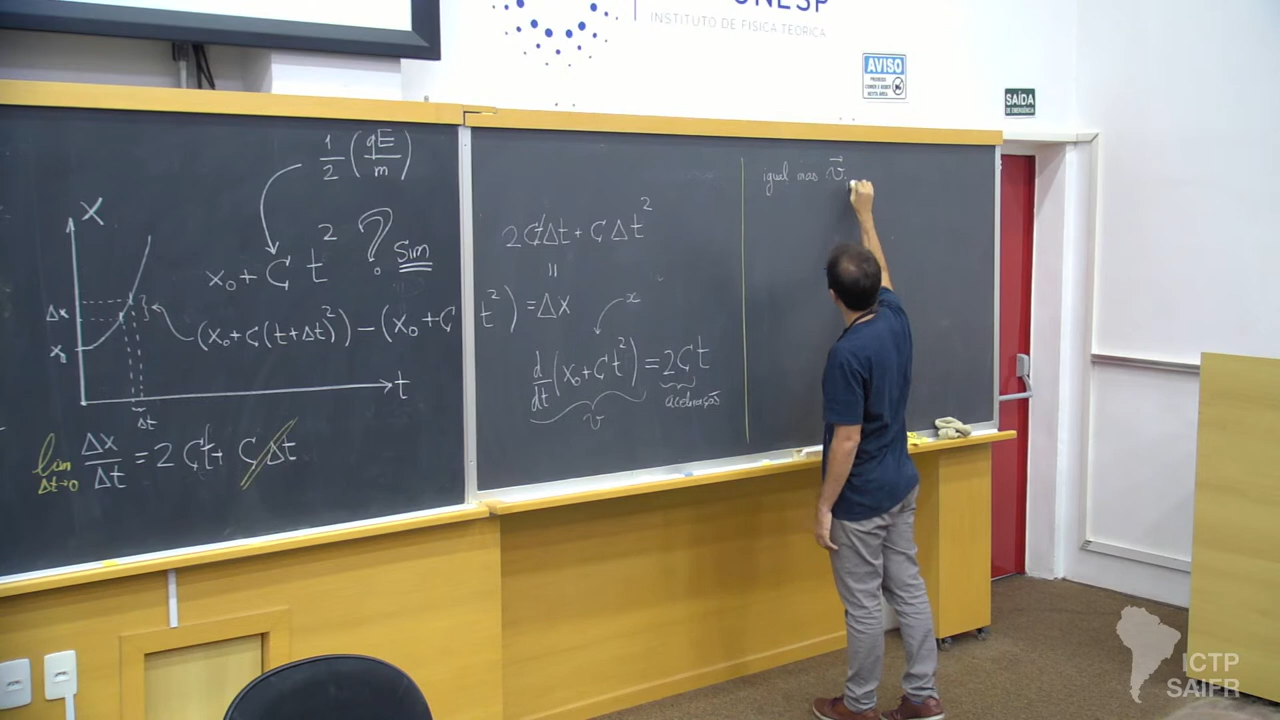 UNESP
INSTITUTO DE FÍSICA TEÓRICA
AVISO
SAÍDA
DE EMERGÊNCIA
1/2 (qE/m)
X
x₀ + C t² ? Sim
Δx
x₀
(x₀+C(t+Δt)²) − (x₀+C t²) = Δx
t
Δt
lim Δt→0 Δx/Δt = 2Ct + CΔt
2CtΔt + CΔt²
=
x
d/dt (x₀+Ct²) = 2Ct
v
aceleração
igual mas v⃗
ICTP
SAIFR